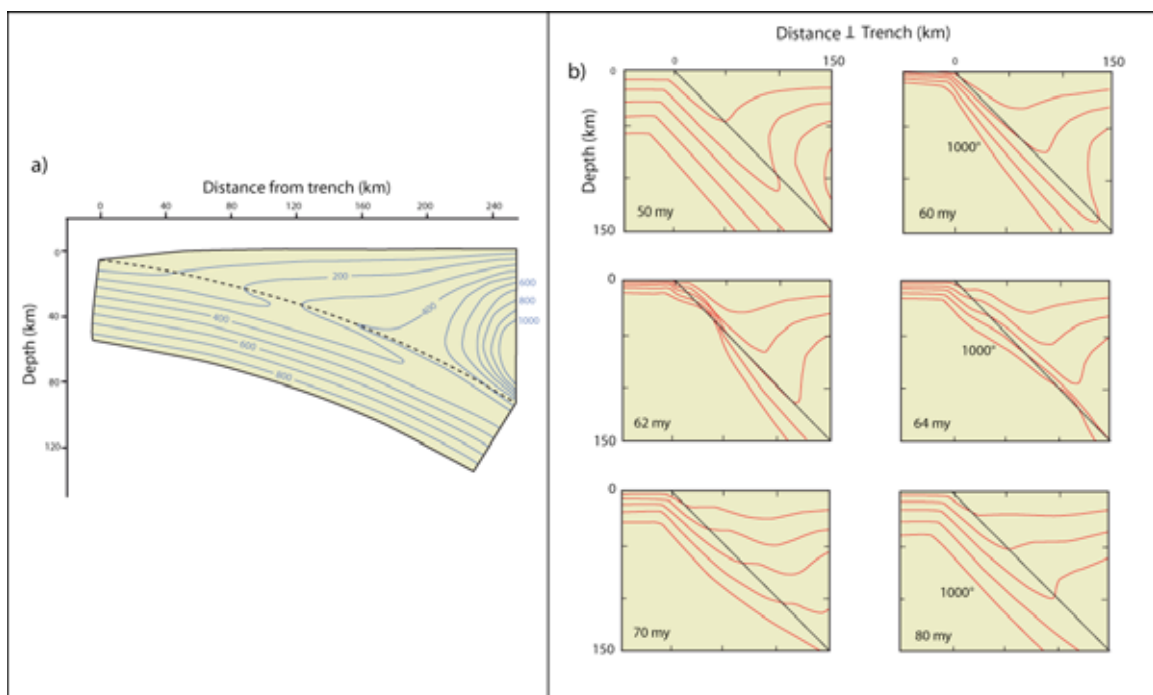 a)
Distance from trench (km)
0 40 80 120 160 200 240
Depth (km)
0
40
80
120
200
400
400
600
800
600
800
1000
Distance ⊥ Trench (km)
b)
0 150 0 150
0
Depth (km)
150
50 my
1000°
60 my
0
150
62 my
1000°
64 my
0
150
70 my
1000°
80 my